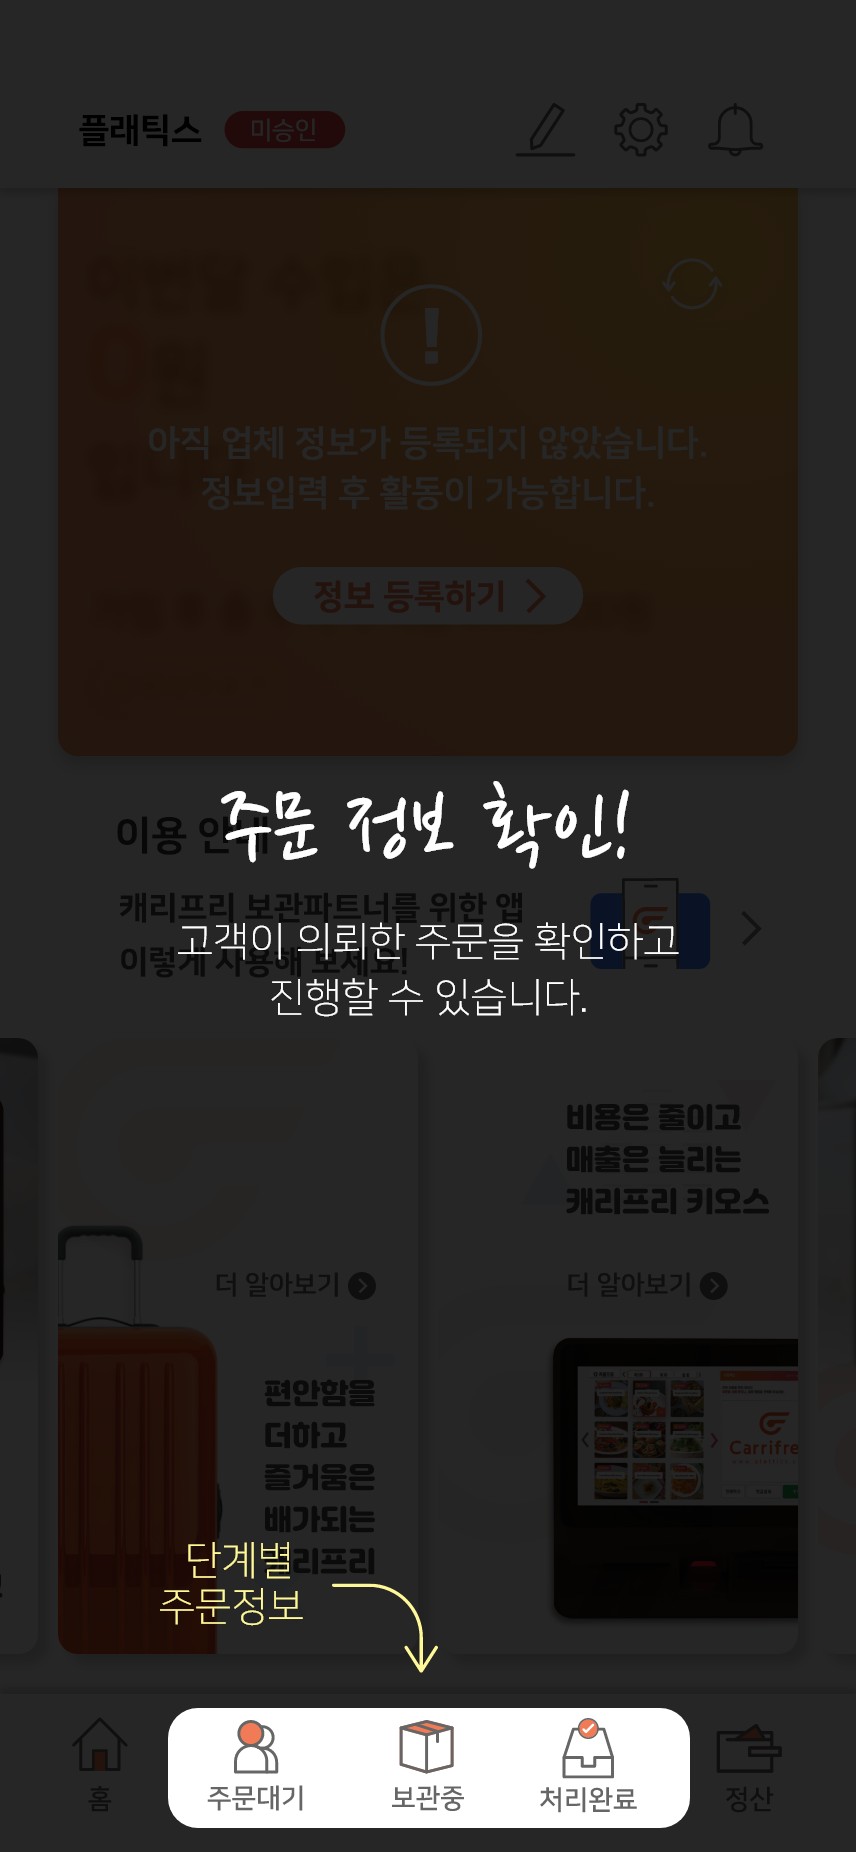 플래틱스 미승인
아직 업체 정보가 등록되지 않았습니다.
정보입력 후 활동이 가능합니다.
정보 등록하기
주문 정보 확인!
이용 안내
캐리프리 보관파트너를 위한 앱
이렇게 사용해 보세요!
고객이 의뢰한 주문을 확인하고
진행할 수 있습니다.
비용은 줄이고
매출은 늘리는
캐리프리 키오스
더 알아보기
더 알아보기
편안함을
더하고
즐거움은
배가되는
리프리
Carrifre
단계별
주문정보
홈
주문대기
보관중
처리완료
정산